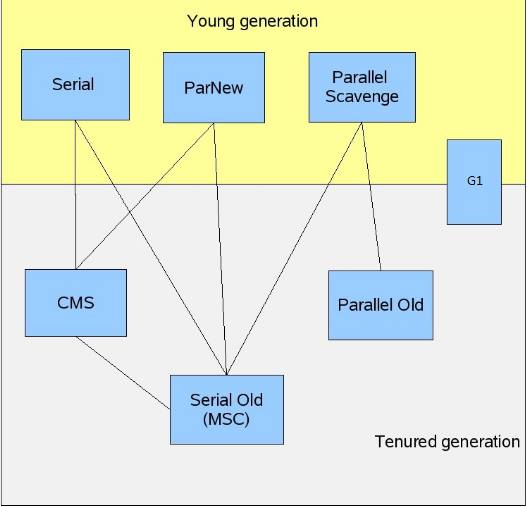 Young generation
Serial
ParNew
Parallel
Scavenge
G1
CMS
Parallel Old
Serial Old
(MSC)
Tenured generation